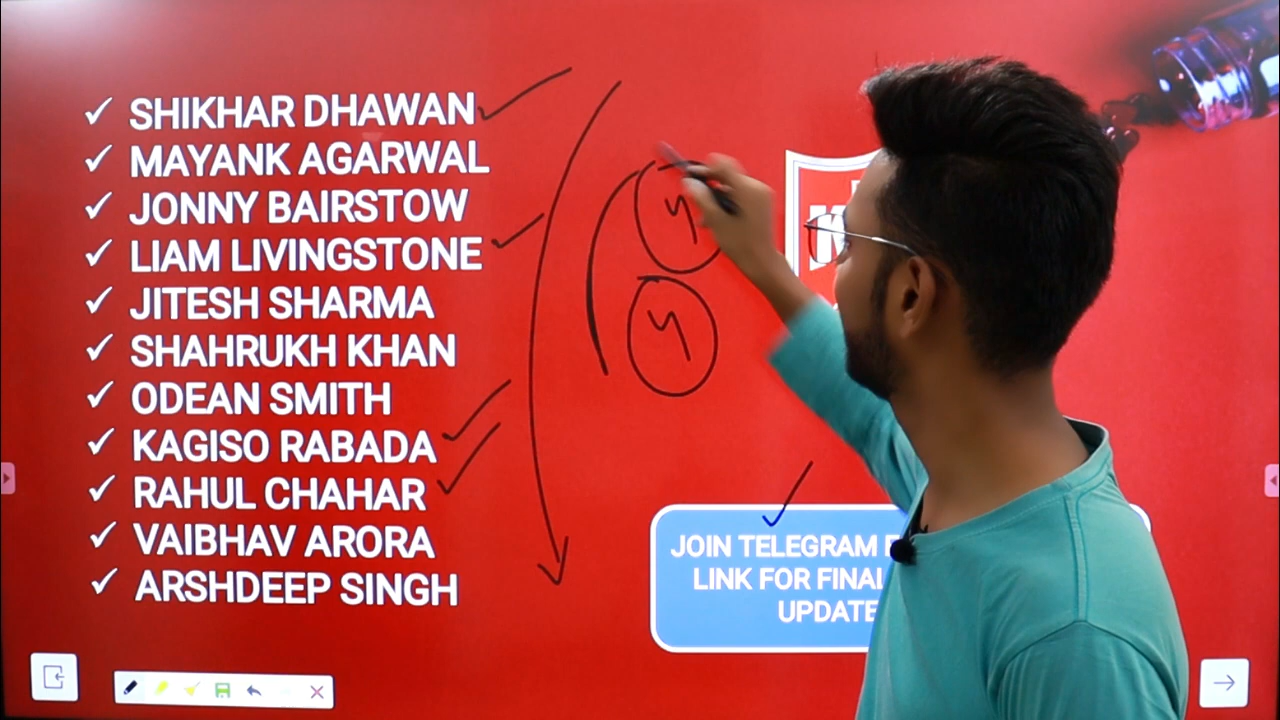 ✓ SHIKHAR DHAWAN
✓ MAYANK AGARWAL
✓ JONNY BAIRSTOW
✓ LIAM LIVINGSTONE
✓ JITESH SHARMA
✓ SHAHRUKH KHAN
✓ ODEAN SMITH
✓ KAGISO RABADA
✓ RAHUL CHAHAR
✓ VAIBHAV ARORA
✓ ARSHDEEP SINGH
JOIN TELEGRAM
LINK FOR FINAL
UPDATE